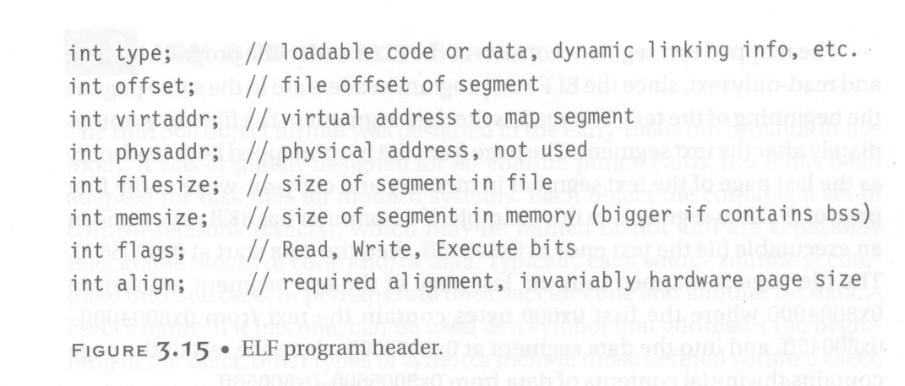 int type; // loadable code or data, dynamic linking info, etc.
int offset; // file offset of segment
int virtaddr; // virtual address to map segment
int physaddr; // physical address, not used
int filesize; // size of segment in file
int memsize; // size of segment in memory (bigger if contains bss)
int flags; // Read, Write, Execute bits
int align; // required alignment, invariably hardware page size
FIGURE 3.15 • ELF program header.